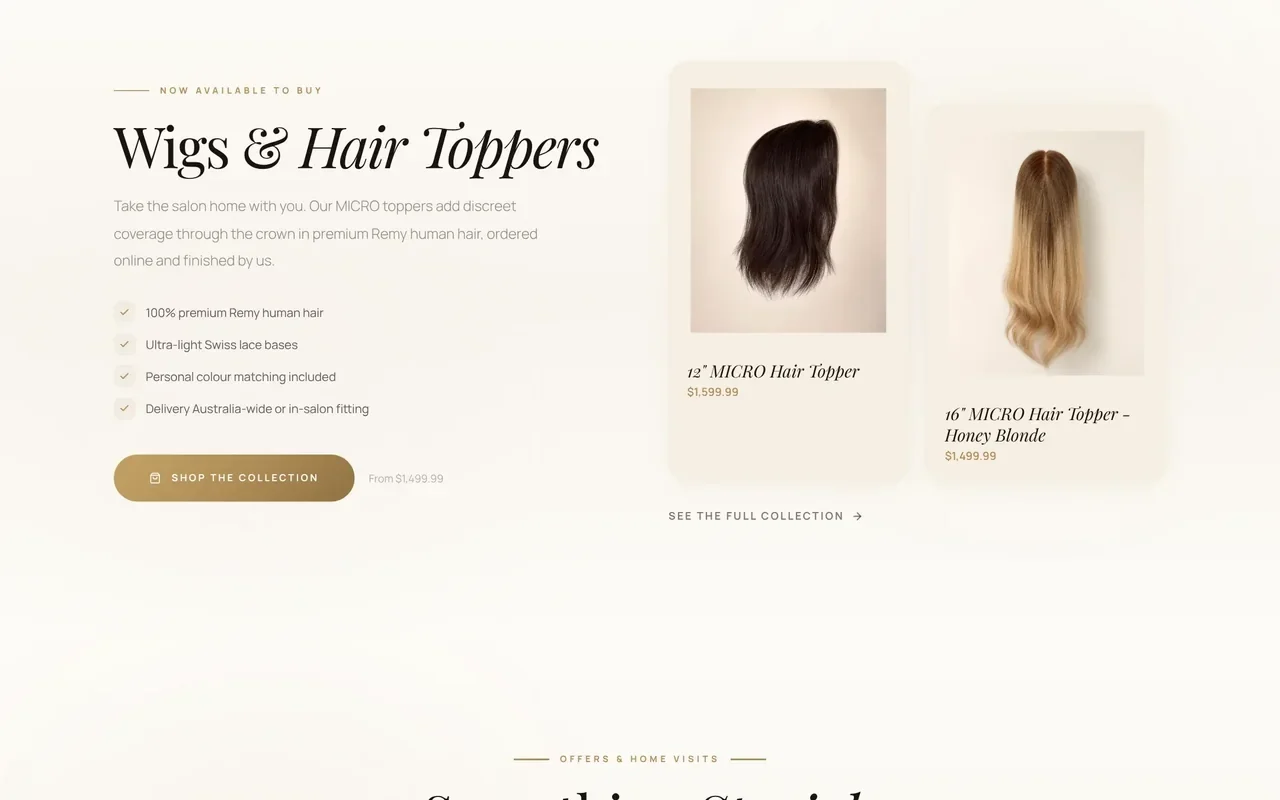 NOW AVAILABLE TO BUY
Wigs & Hair Toppers
Take the salon home with you. Our MICRO toppers add discreet
coverage through the crown in premium Remy human hair, ordered
online and finished by us.
100% premium Remy human hair
Ultra-light Swiss lace bases
Personal colour matching included
Delivery Australia-wide or in-salon fitting
SHOP THE COLLECTION
From $1,499.99
12" MICRO Hair Topper
$1,599.99
16" MICRO Hair Topper –
Honey Blonde
$1,499.99
SEE THE FULL COLLECTION →
OFFERS & HOME VISITS